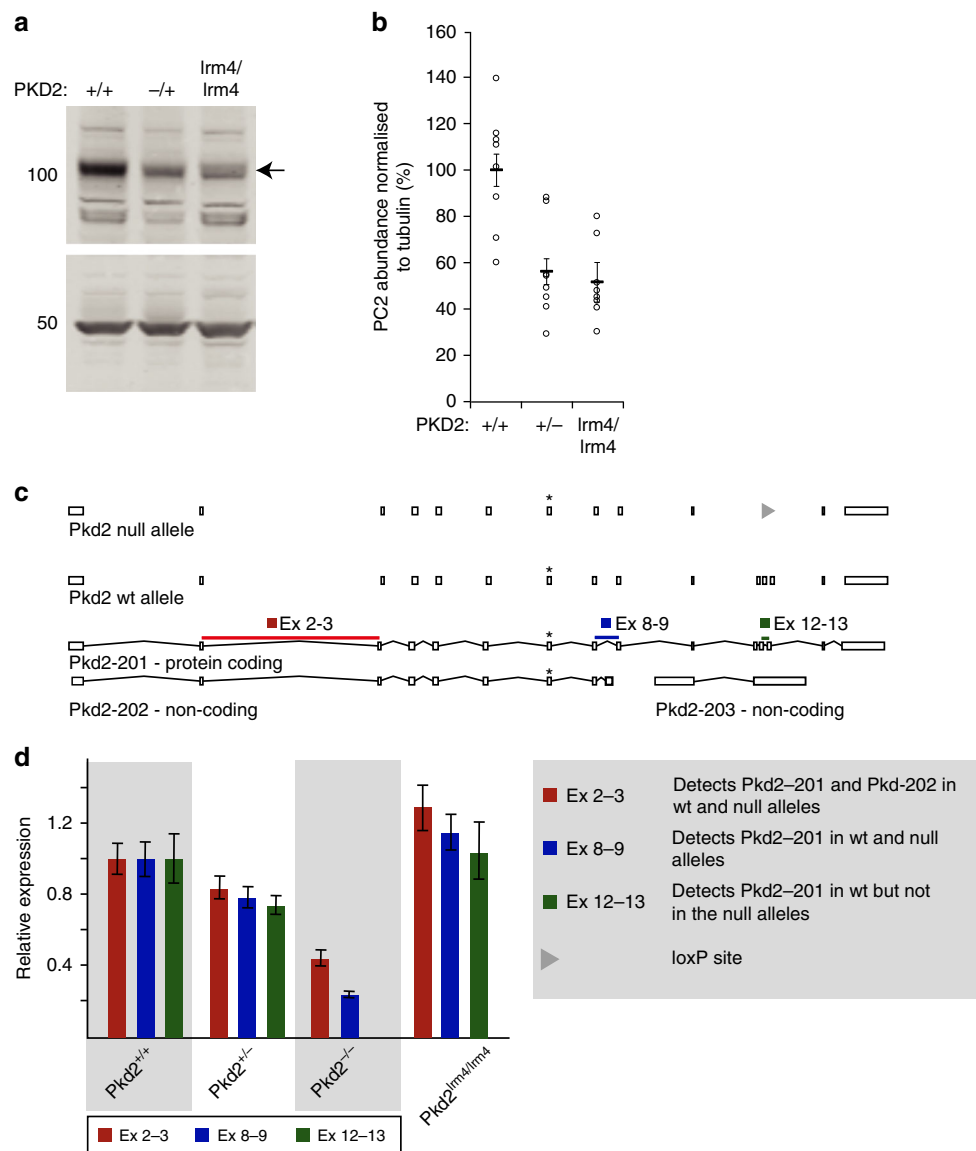 a
PKD2: +/+ –/+ lrm4/
lrm4
100
50
b
160
140
120
100
80
60
40
20
0
PC2 abundance normalised
to tubulin (%)
PKD2: +/+ +/– lrm4/
lrm4
c
*
Pkd2 null allele
*
Pkd2 wt allele
Ex 2-3 Ex 8-9 Ex 12-13
*
Pkd2-201 - protein coding
*
Pkd2-202 - non-coding Pkd2-203 - non-coding
d
1.2
0.8
0.4
Relative expression
Pkd2+/+ Pkd2+/– Pkd2–/– Pkd2lrm4/lrm4
Ex 2–3 Ex 8–9 Ex 12–13
Ex 2–3 Detects Pkd2–201 and Pkd-202 in
wt and null alleles
Ex 8–9 Detects Pkd2–201 in wt and null
alleles
Ex 12–13 Detects Pkd2–201 in wt but not
in the null alleles
loxP site